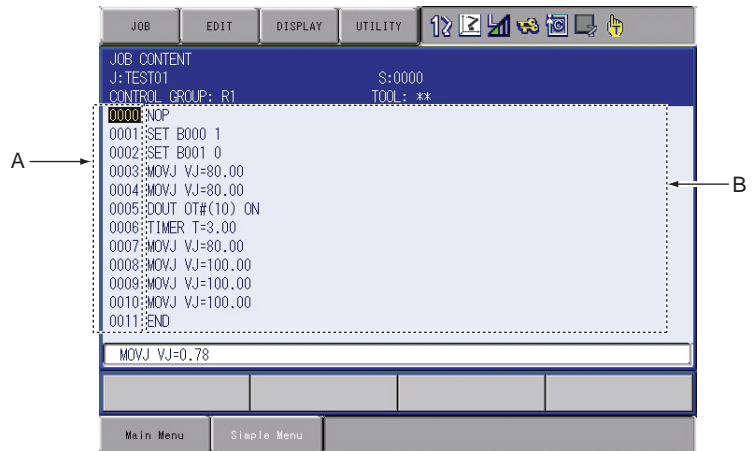 JOB EDIT DISPLAY UTILITY
JOB CONTENT
J:TEST01 S:0000
CONTROL GROUP: R1 TOOL: **
0000 NOP
0001 SET B000 1
0002 SET B001 0
0003 MOVJ VJ=80.00
0004 MOVJ VJ=80.00
0005 DOUT OT#(10) ON
0006 TIMER T=3.00
0007 MOVJ VJ=80.00
0008 MOVJ VJ=100.00
0009 MOVJ VJ=100.00
0010 MOVJ VJ=100.00
0011 END
A
B
MOVJ VJ=0.78
Main Menu Simple Menu